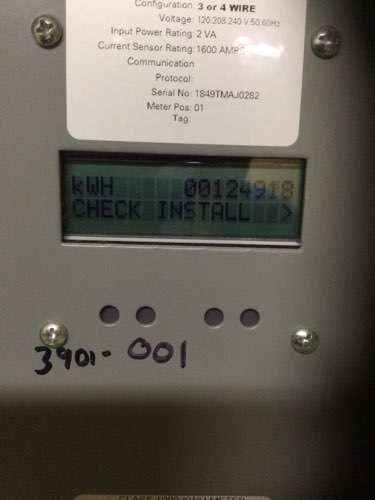 Configuration: 3 or 4 WIRE
Voltage: 120:208:240 V:50:60Hz
Input Power Rating: 2 VA
Current Sensor Rating: 1600 AMPS
Communication
Protocol:
Serial No: 1849TMAJ0282
Meter Pos: 01
Tag:
kWH 00124918
CHECK INSTALL >
3901-001